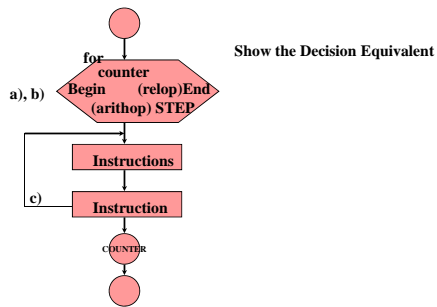 for
counter
Show the Decision Equivalent
a), b)
Begin (relop)End
(arithop) STEP
Instructions
c)
Instruction
COUNTER